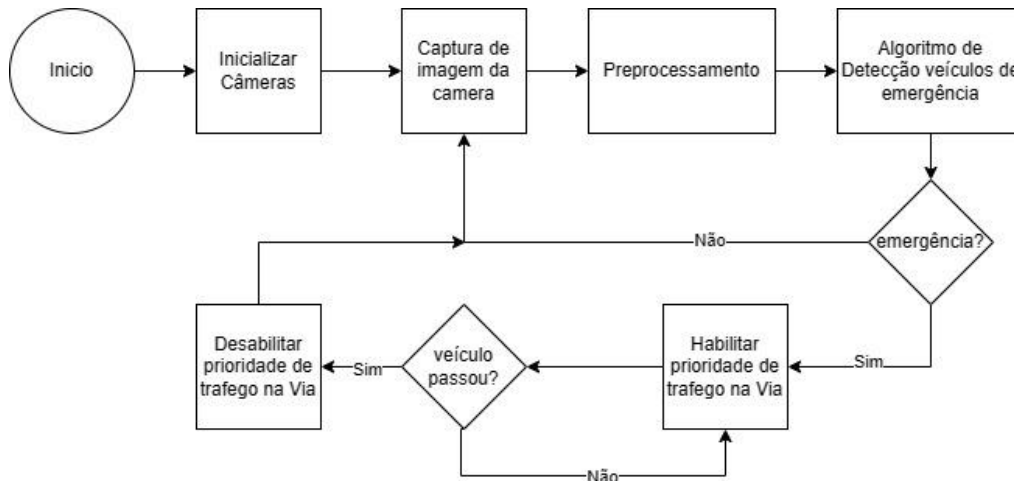 Inicio
Inicializar
Câmeras
Captura de
imagem da
camera
Preprocessamento
Algoritmo de
Detecção veículos de
emergência
emergência?
Não
Sim
Habilitar
prioridade de
trafego na Via
veículo
passou?
Sim
Desabilitar
prioridade de
trafego na Via
Não